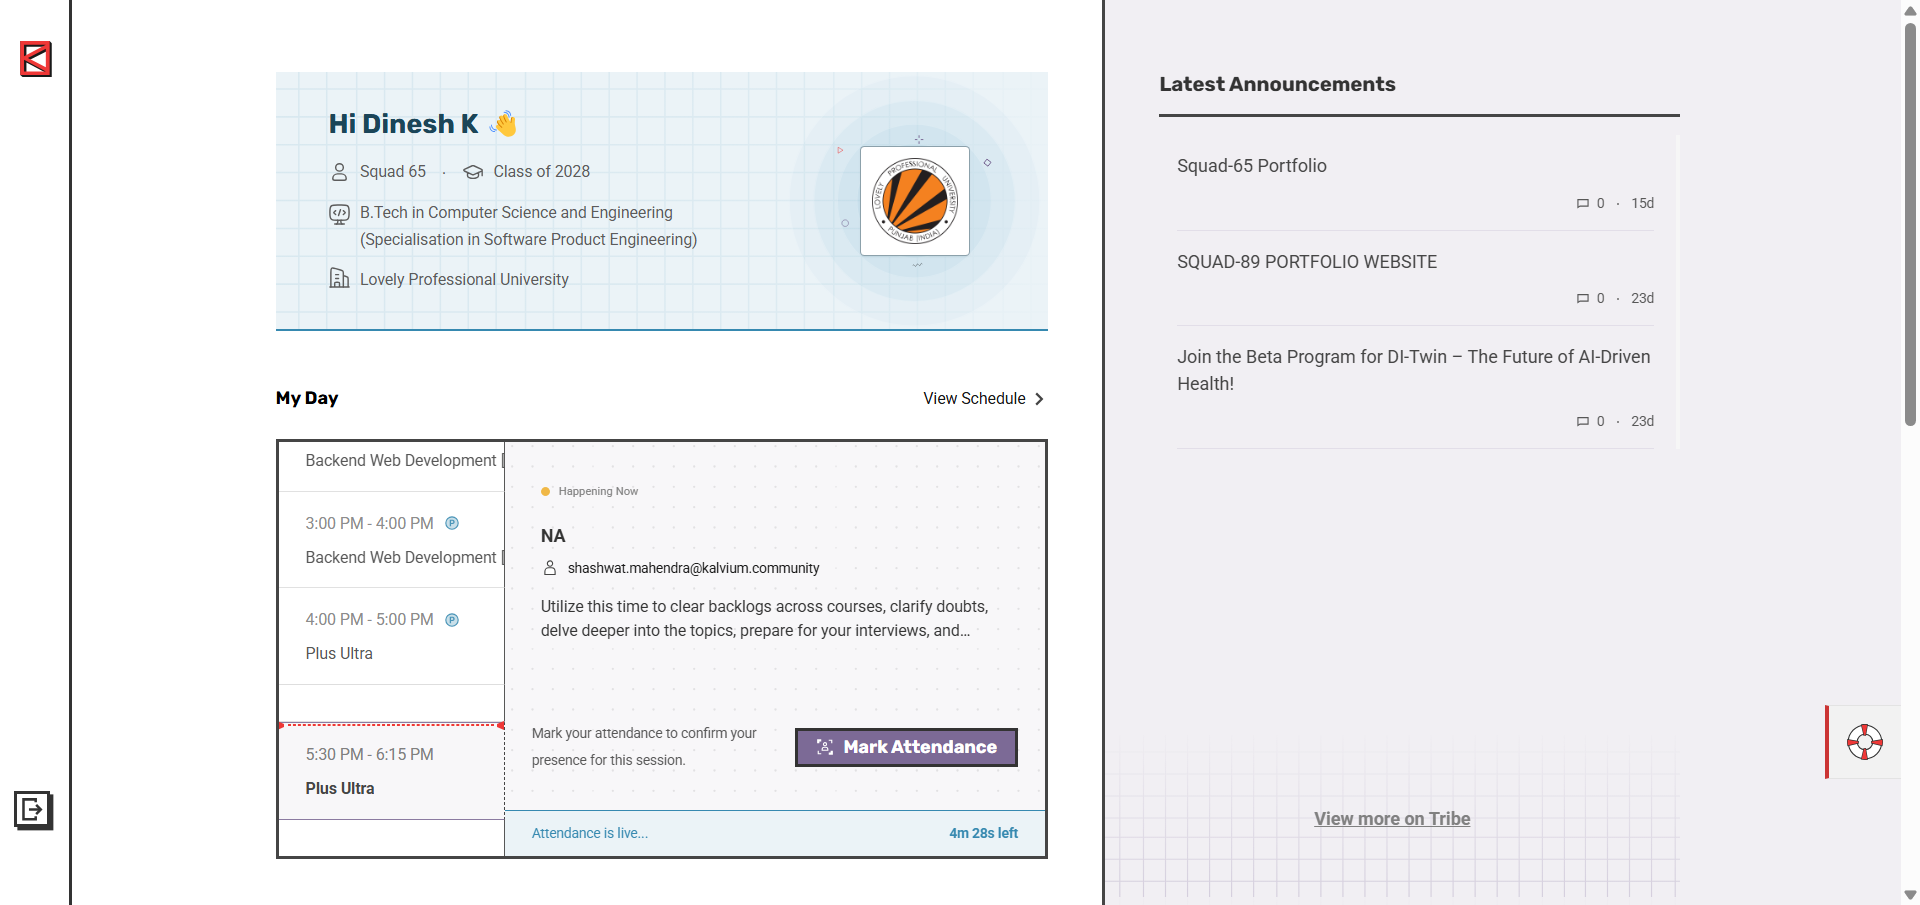 Hi Dinesh K 👋
Squad 65 · Class of 2028
B.Tech in Computer Science and Engineering
(Specialisation in Software Product Engineering)
Lovely Professional University
LOVELY PROFESSIONAL UNIVERSITY
PUNJAB (INDIA)
My Day
View Schedule
Backend Web Development [
3:00 PM - 4:00 PM P
Backend Web Development [
4:00 PM - 5:00 PM P
Plus Ultra
5:30 PM - 6:15 PM
Plus Ultra
Happening Now
NA
shashwat.mahendra@kalvium.community
Utilize this time to clear backlogs across courses, clarify doubts,
delve deeper into the topics, prepare for your interviews, and...
Mark your attendance to confirm your
presence for this session.
Mark Attendance
Attendance is live...
4m 28s left
Latest Announcements
Squad-65 Portfolio
0 · 15d
SQUAD-89 PORTFOLIO WEBSITE
0 · 23d
Join the Beta Program for DI-Twin – The Future of AI-Driven
Health!
0 · 23d
View more on Tribe